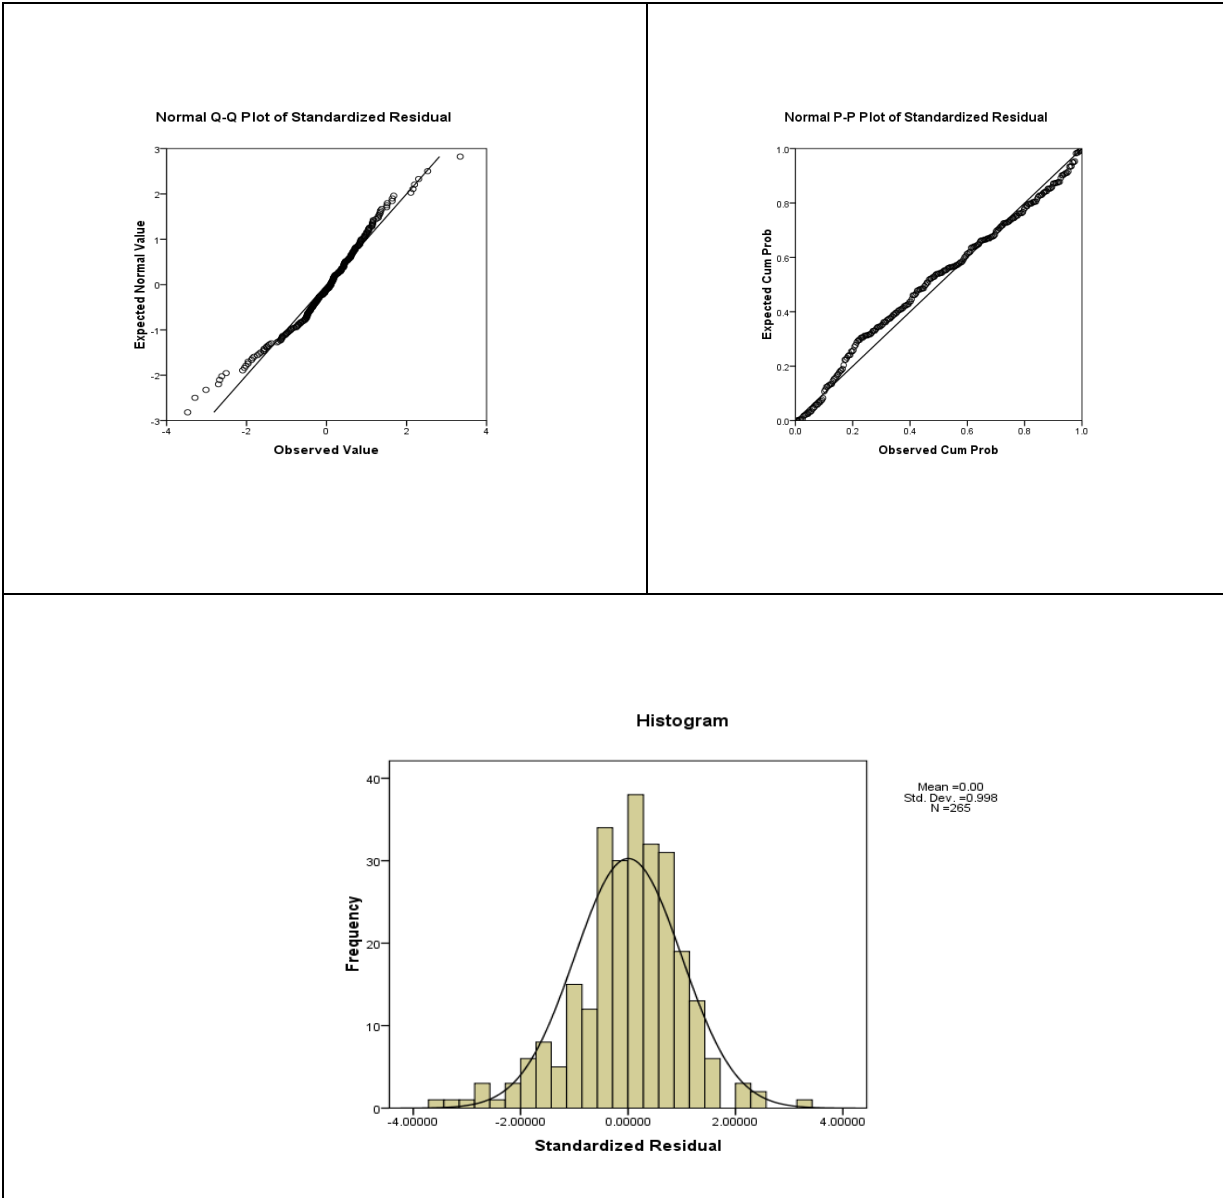 Normal Q-Q Plot of Standardized Residual
3
2
1
0
-1
-2
-3
Expected Normal Value
-4
-2
0
2
4
Observed Value
Normal P-P Plot of Standardized Residual
1.0
0.8
0.6
0.4
0.2
0.0
Expected Cum Prob
0.0
0.2
0.4
0.6
0.8
1.0
Observed Cum Prob
Histogram
40
30
20
10
0
Frequency
-4.00000
-2.00000
0.00000
2.00000
4.00000
Standardized Residual
Mean =0.00
Std. Dev. =0.998
N =265